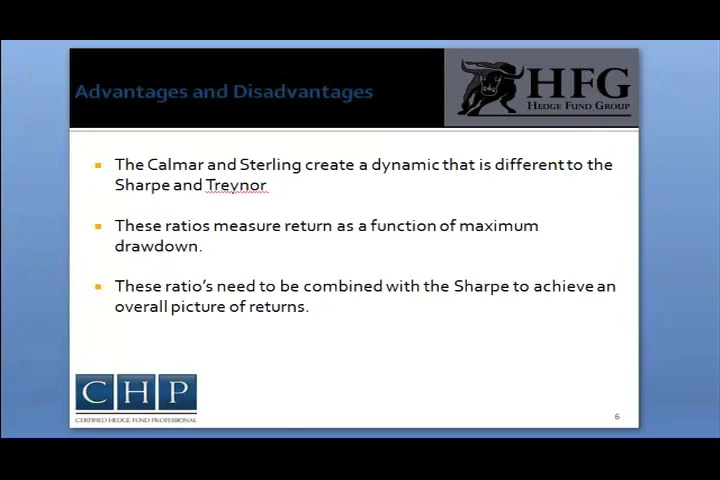 Advantages and Disadvantages
HFG
HEDGE FUND GROUP
The Calmar and Sterling create a dynamic that is different to the
Sharpe and Treynor
These ratios measure return as a function of maximum
drawdown.
These ratio's need to be combined with the Sharpe to achieve an
overall picture of returns.
CHP
CERTIFIED HEDGE FUND PROFESSIONAL
6